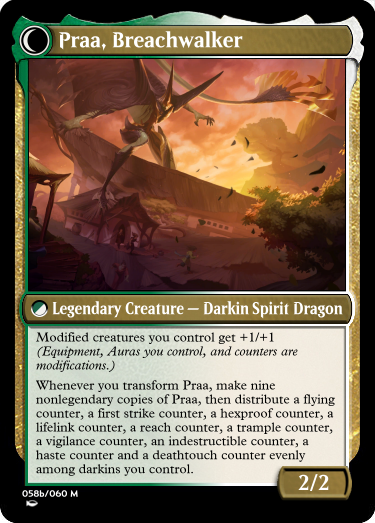 Praa, Breachwalker
Legendary Creature — Darkin Spirit Dragon
Modified creatures you control get +1/+1
(Equipment, Auras you control, and counters are
modifications.)
Whenever you transform Praa, make nine
nonlegendary copies of Praa, then distribute a flying
counter, a first strike counter, a hexproof counter, a
lifelink counter, a reach counter, a trample counter,
a vigilance counter, an indestructible counter, a
haste counter and a deathtouch counter evenly
among darkins you control.
2/2
058b/060 M